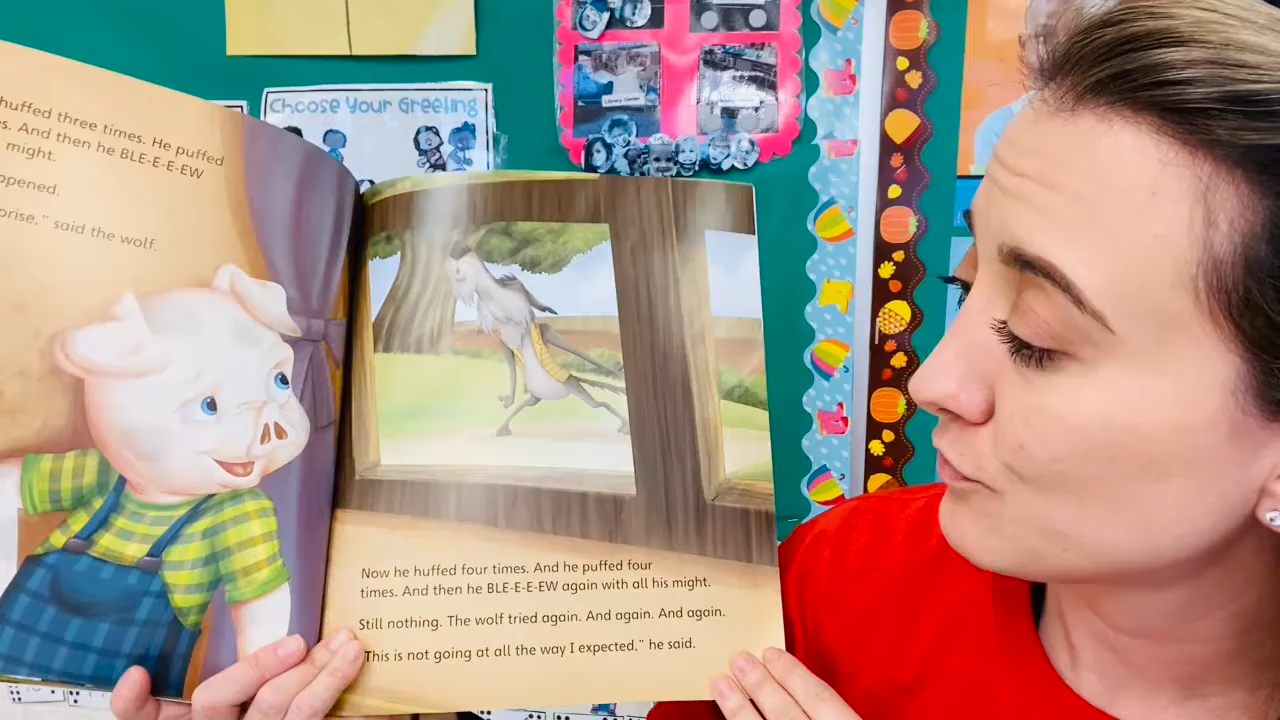 Choose Your Greeting
Library Center
huffed three times. He puffed
And then he BLE-E-E-EW
might.
said the wolf.
Now he huffed four times. And he puffed four
times. And then he BLE-E-E-EW again with all his might.
Still nothing. The wolf tried again. And again. And again.
"This is not going at all the way I expected," he said.